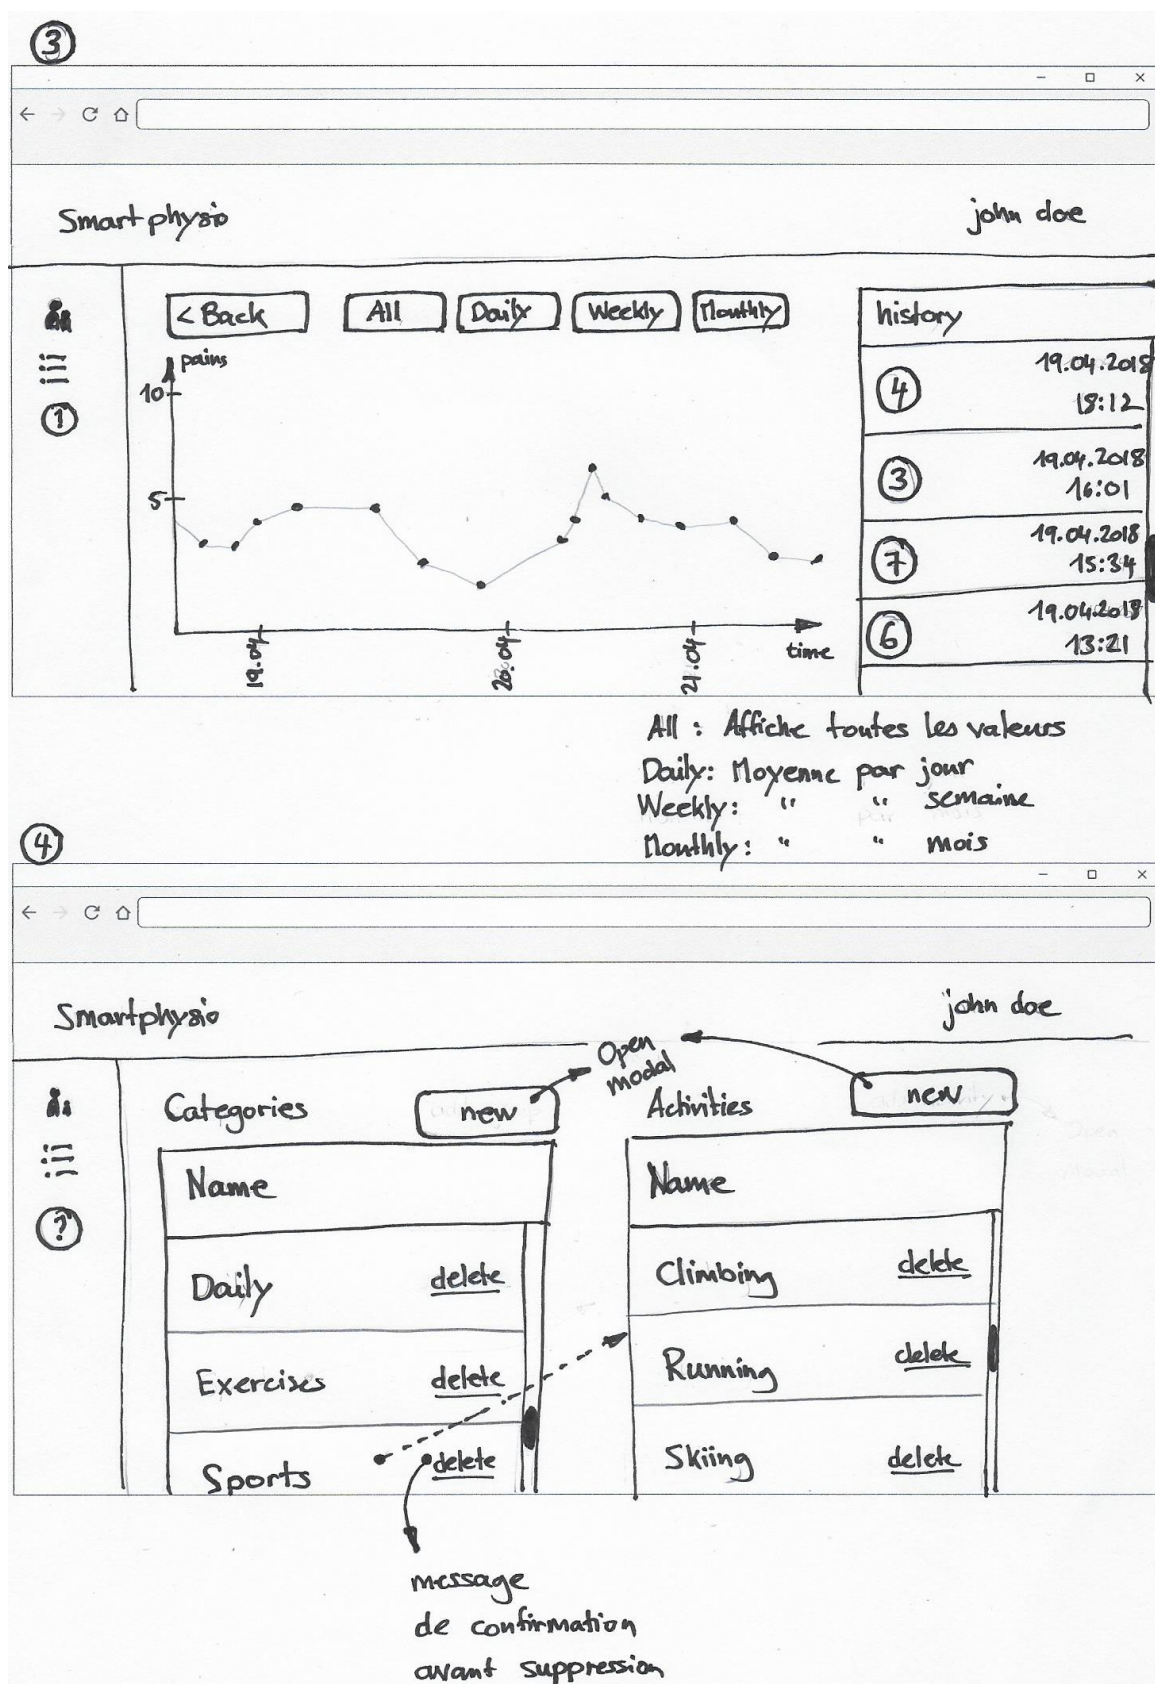 3
Smartphysio
john doe
< Back
All
Daily
Weekly
Monthly
pains
10
5
19.04
20.04
21.04
time
1
history
4
19.04.2018
18:12
3
19.04.2018
16:01
7
19.04.2018
15:34
6
19.04.2018
13:21
All : Affiche toutes les valeurs
Daily: Moyenne par jour
Weekly: " " semaine
Monthly: " " mois
4
Smartphysio
john doe
Open
modal
Categories
new
Activities
new
?
Name
Daily delete
Exercises delete
Sports delete
Name
Climbing delete
Running delete
Skiing delete
message
de confirmation
avant suppression